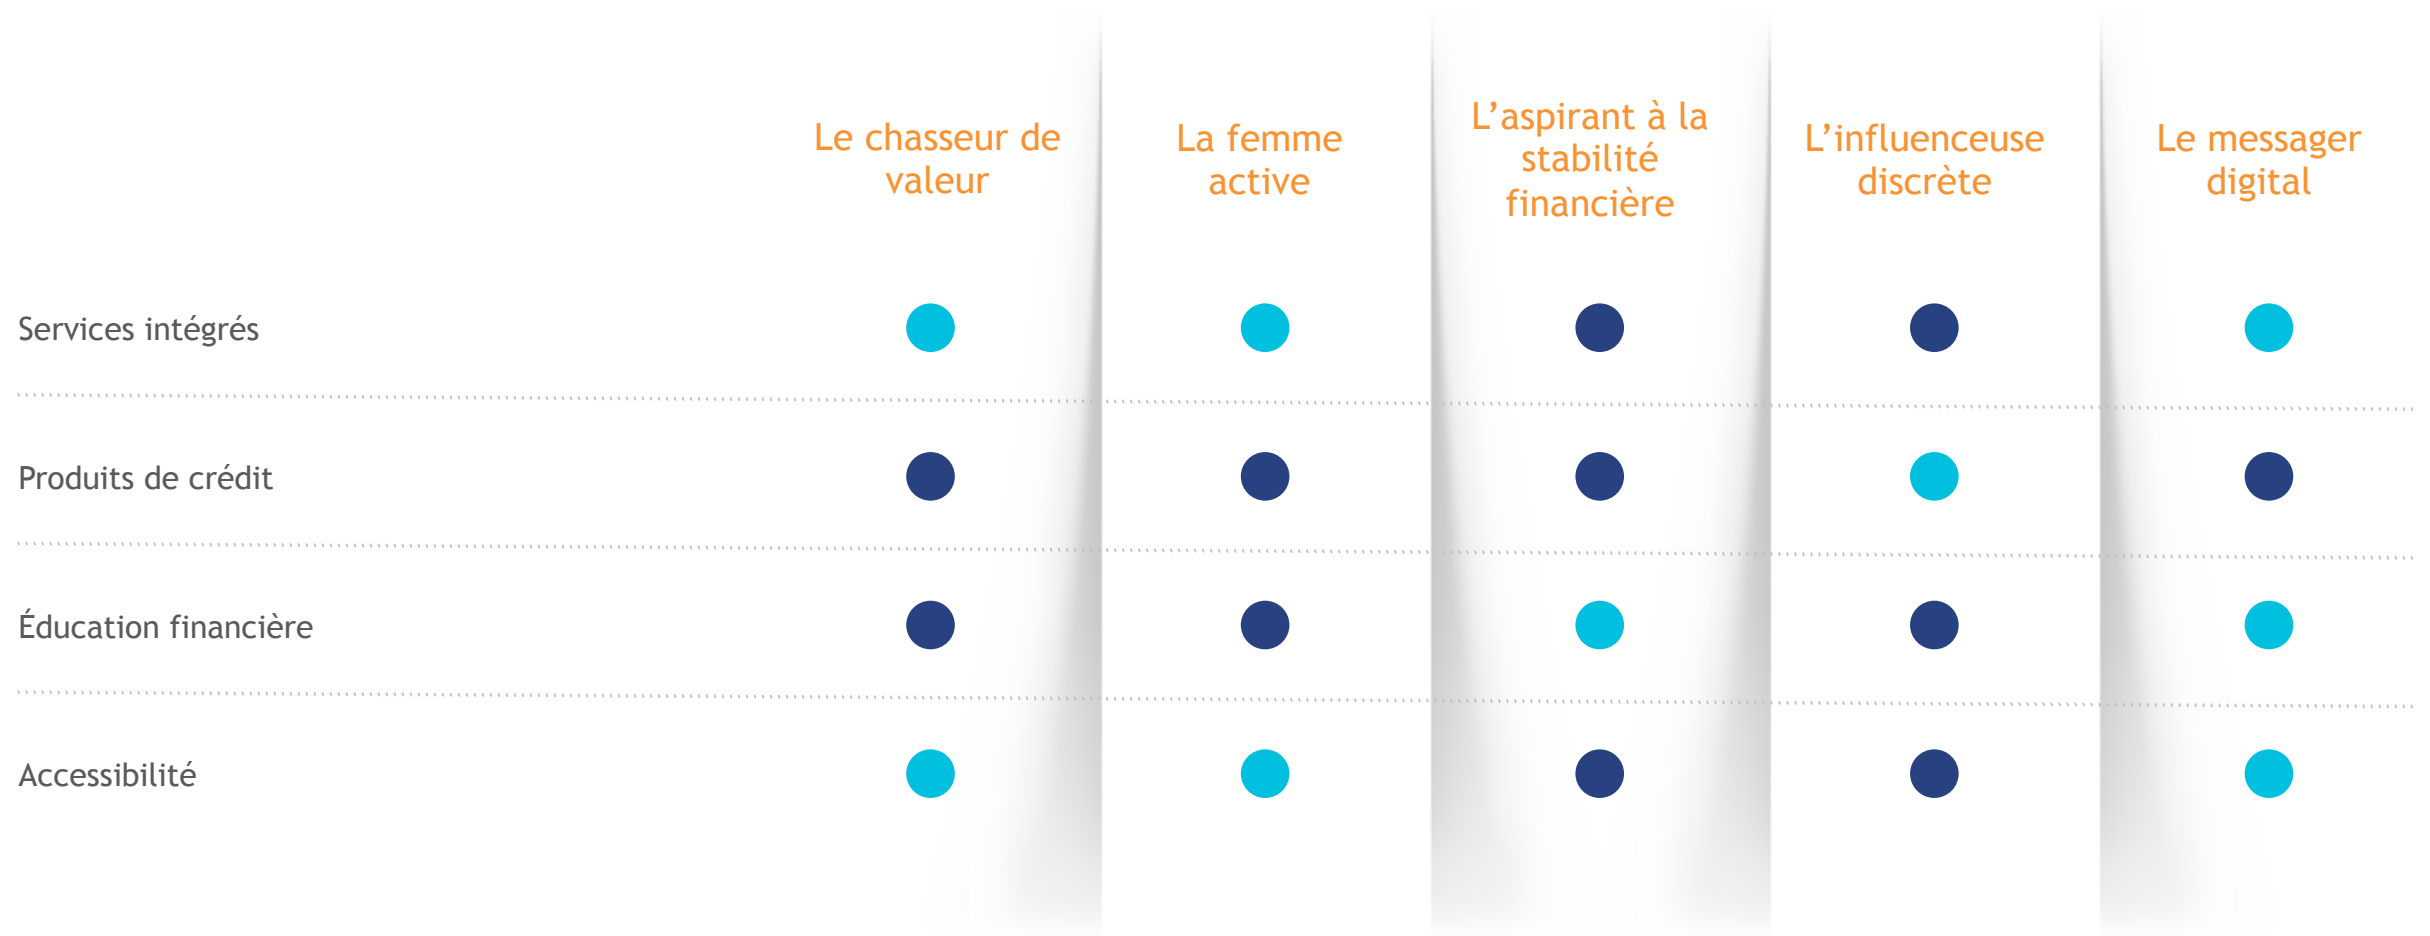 Le chasseur de
valeur
La femme
active
L’aspirant à la
stabilité
financière
L’influenceuse
discrète
Le messager
digital
Services intégrés
Produits de crédit
Éducation financière
Accessibilité